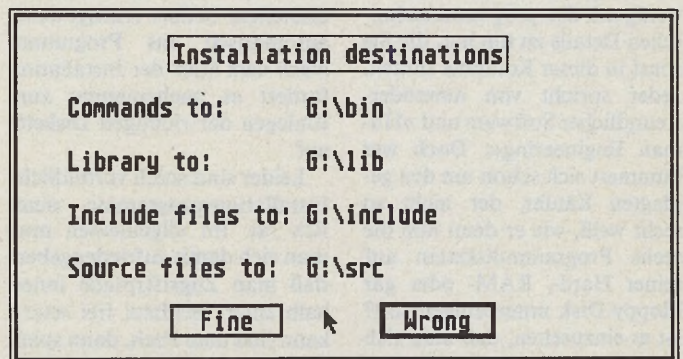 Installation destinations
Commands to: G:\bin
Library to: G:\lib
Include files to: G:\include
Source files to: G:\src
Fine Wrong